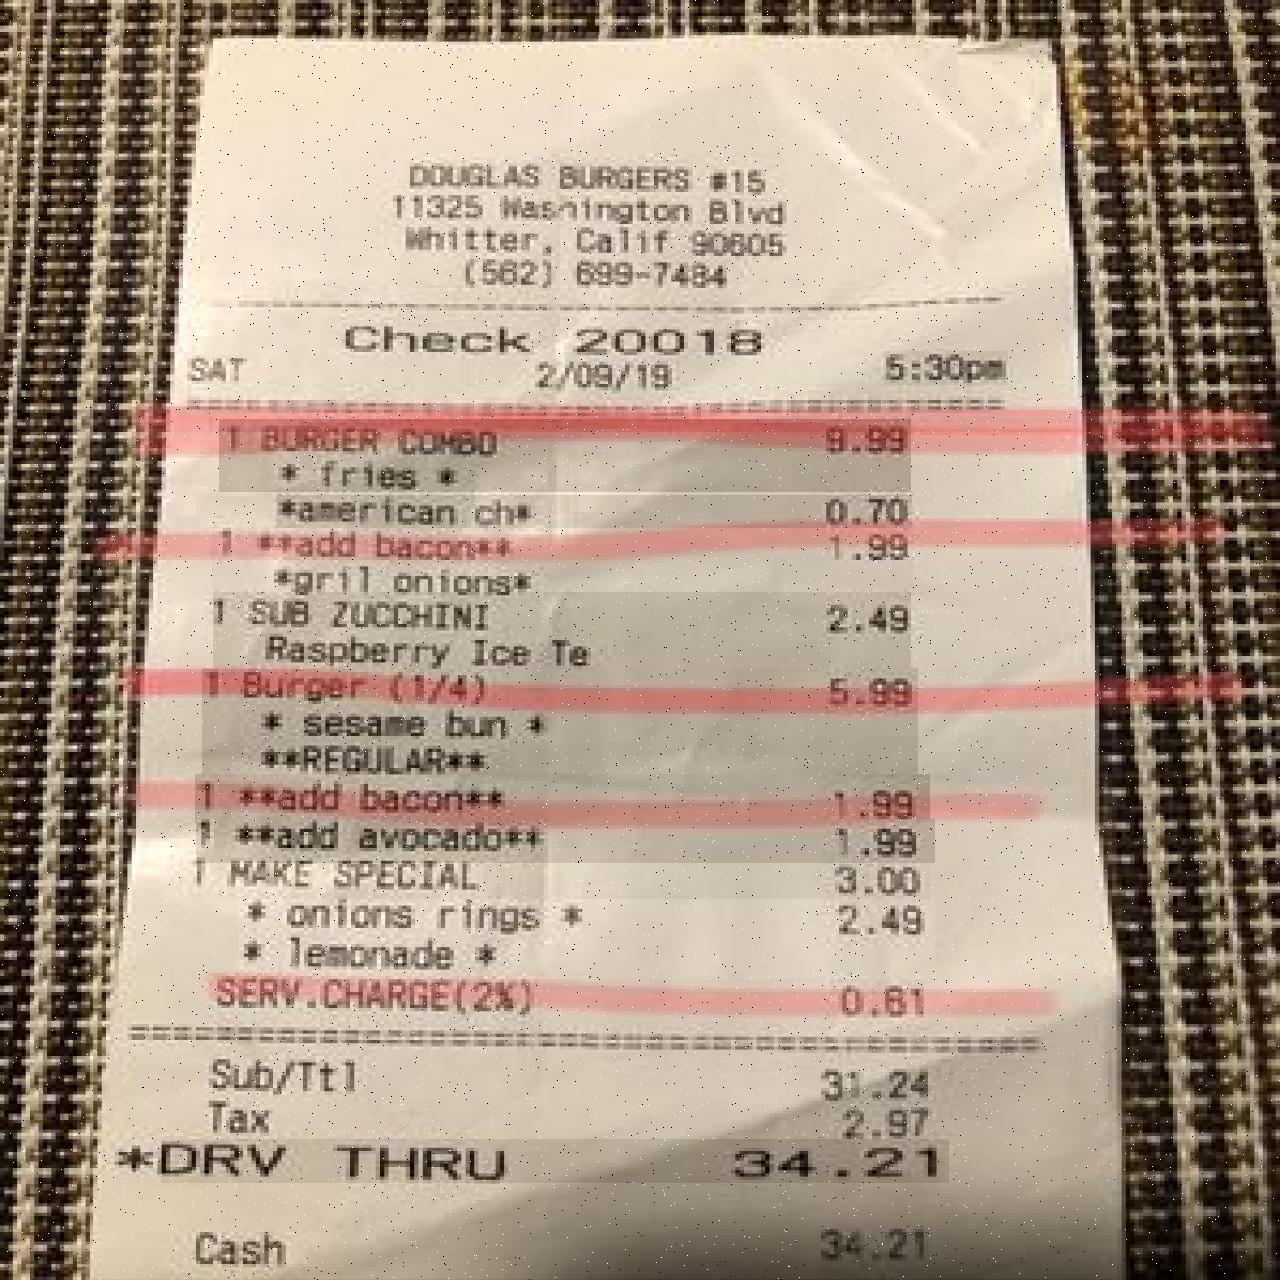 DOUGLAS BURGERS #15
11325 Washington Blvd
Whitter, Calif 90605
(562) 699-7484
Check 20018
SAT 2/09/19 5:30pm
1 BURGER COMBO 9.99
* fries *
*american ch* 0.70
1 **add bacon** 1.99
*gril onions*
1 SUB ZUCCHINI 2.49
Raspberry Ice Te
1 Burger (1/4) 5.99
* sesame bun *
**REGULAR**
1 **add bacon** 1.99
1 **add avocado** 1.99
1 MAKE SPECIAL 3.00
* onions rings * 2.49
* lemonade *
SERV.CHARGE(2%) 0.61
Sub/Ttl 31.24
Tax 2.97
*DRV THRU 34.21
Cash 34.21